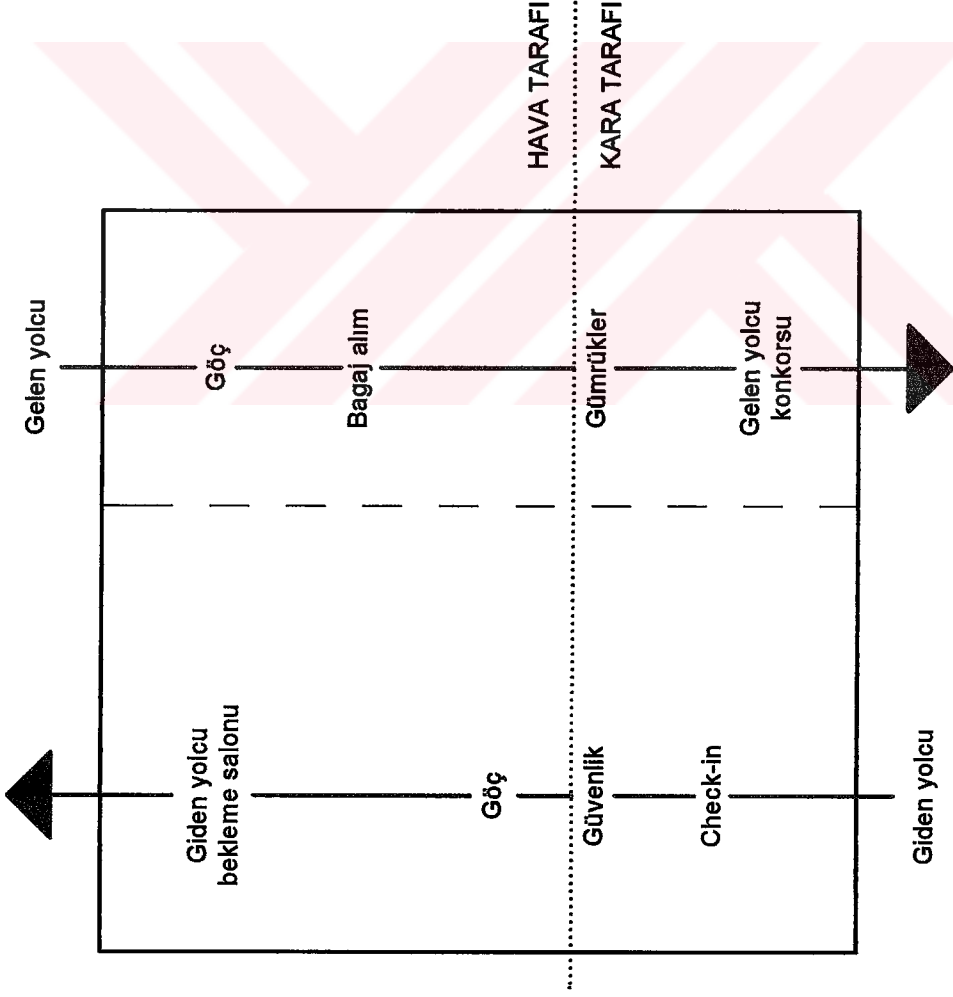 Gelen yolcu
Göç
Bagaj alım
Gümrükler
Gelen yolcu
konkorsu
Giden yolcu
bekleme salonu
Göç
Güvenlik
Check-in
Giden yolcu
HAVA TARAFI
KARA TARAFI